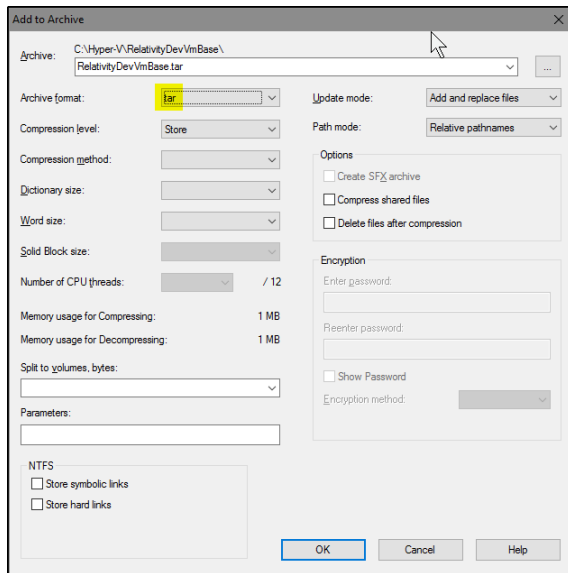 Add to Archive
Archive:
C:\Hyper-V\RelativityDevVmBase\
RelativityDevVmBase.tar
...
Archive format:
tar
Compression level:
Store
Compression method:
Dictionary size:
Word size:
Solid Block size:
Number of CPU threads:
/ 12
Memory usage for Compressing:
1 MB
Memory usage for Decompressing:
1 MB
Split to volumes, bytes:
Parameters:
NTFS
Store symbolic links
Store hard links
Update mode:
Add and replace files
Path mode:
Relative pathnames
Options
Create SFX archive
Compress shared files
Delete files after compression
Encryption
Enter password:
Reenter password:
Show Password
Encryption method:
OK
Cancel
Help